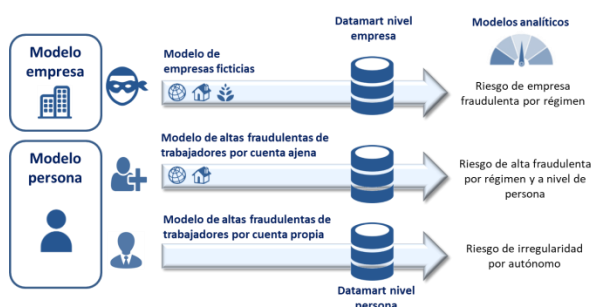 Datamart nivel
empresa
Modelos analíticos
Modelo
empresa
Modelo de
empresas ficticias
Riesgo de empresa
fraudulenta por régimen
Modelo
persona
Modelo de altas fraudulentas de
trabajadores por cuenta ajena
Riesgo de alta fraudulenta
por régimen y a nivel de
persona
Modelo de altas fraudulentas de
trabajadores por cuenta propia
Riesgo de irregularidad
por autónomo
Datamart nivel
persona